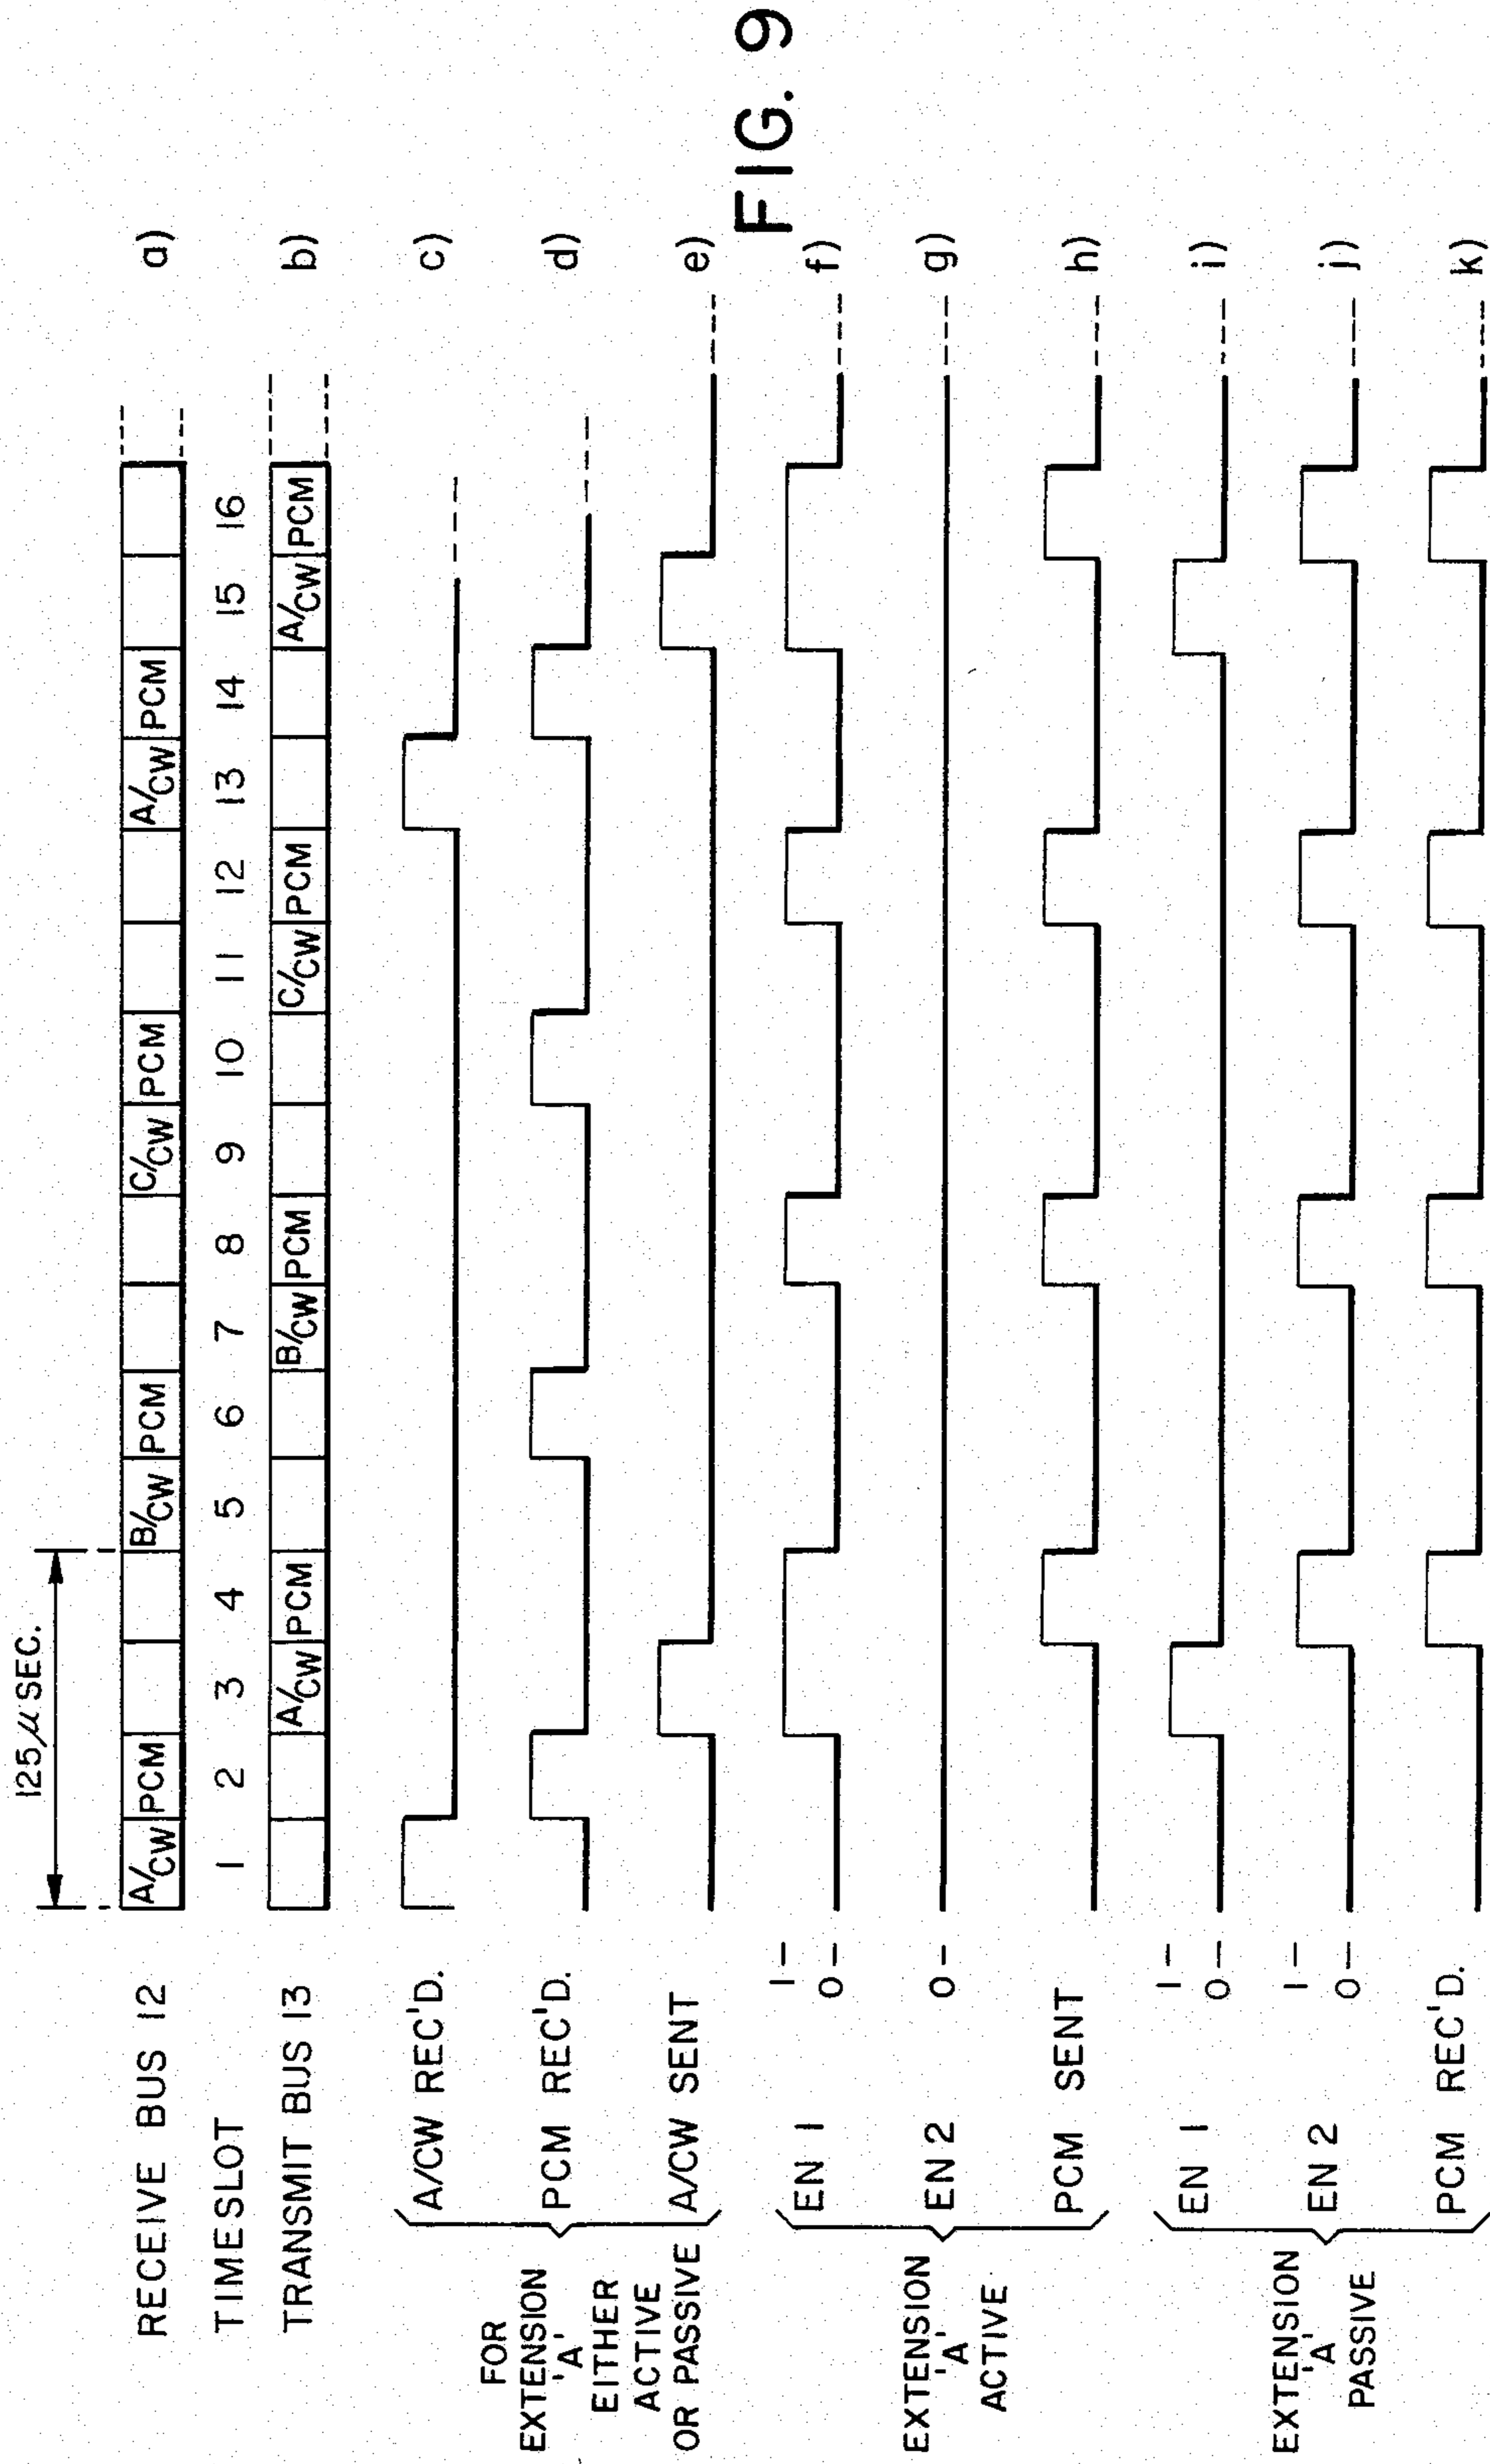 125 μ SEC.
RECEIVE BUS 12 A/CW PCM B/CW PCM C/CW PCM A/CW PCM a)
TIMESLOT 1 2 3 4 5 6 7 8 9 10 11 12 13 14 15 16
TRANSMIT BUS 13 A/CW PCM B/CW PCM C/CW PCM A/CW PCM b)
FOR
EXTENSION
'A'
EITHER
ACTIVE
OR PASSIVE
A/CW REC'D. c)
PCM REC'D. d)
A/CW SENT e)
EXTENSION
'A'
ACTIVE
EN 1 1 0 f)
EN 2 0 g)
PCM SENT h)
EXTENSION
'A'
PASSIVE
EN 1 1 0 i)
EN 2 1 0 j)
PCM REC'D. k)
FIG. 9